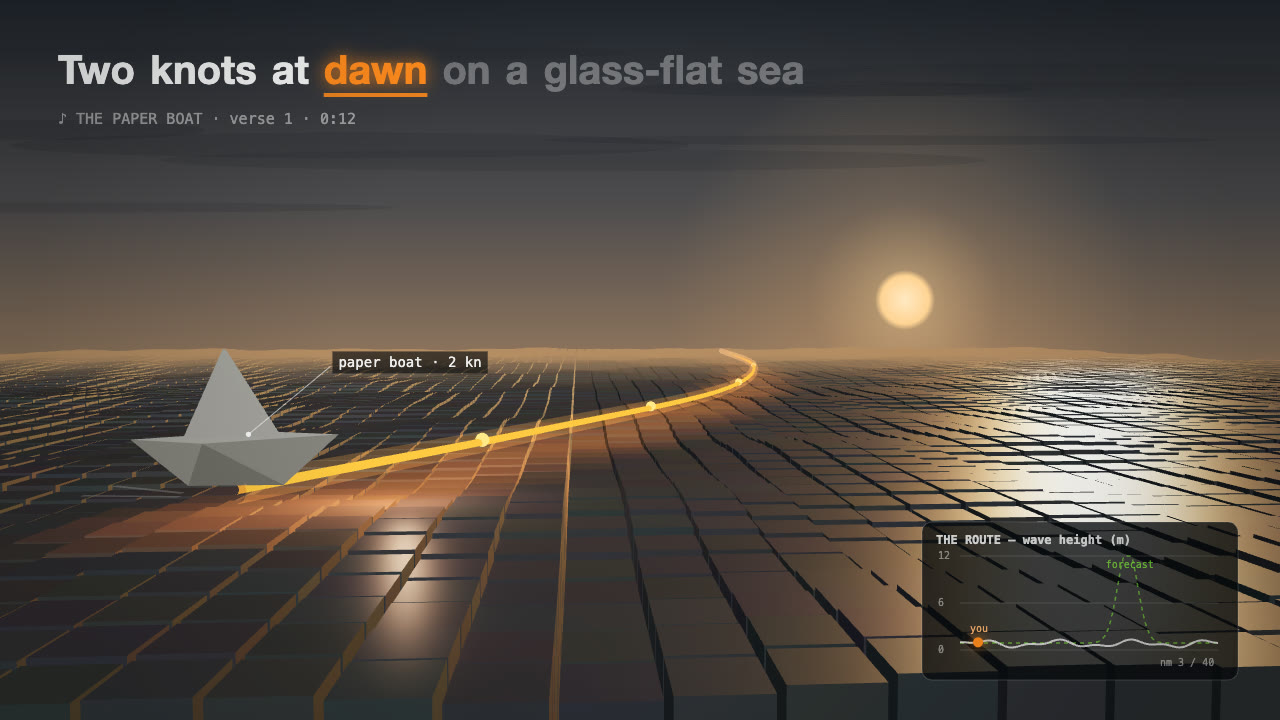 Two knots at dawn on a glass-flat sea
♪ THE PAPER BOAT · verse 1 · 0:12
paper boat · 2 kn
THE ROUTE — wave height (m)
12
forecast
6
you
0
nm 3 / 40